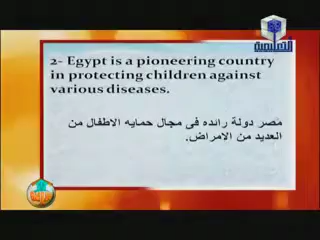 التعليمية
2- Egypt is a pioneering country
in protecting children against
various diseases.
مصر دولة رائده فى مجال حمايه الاطفال من
العديد من الامراض.